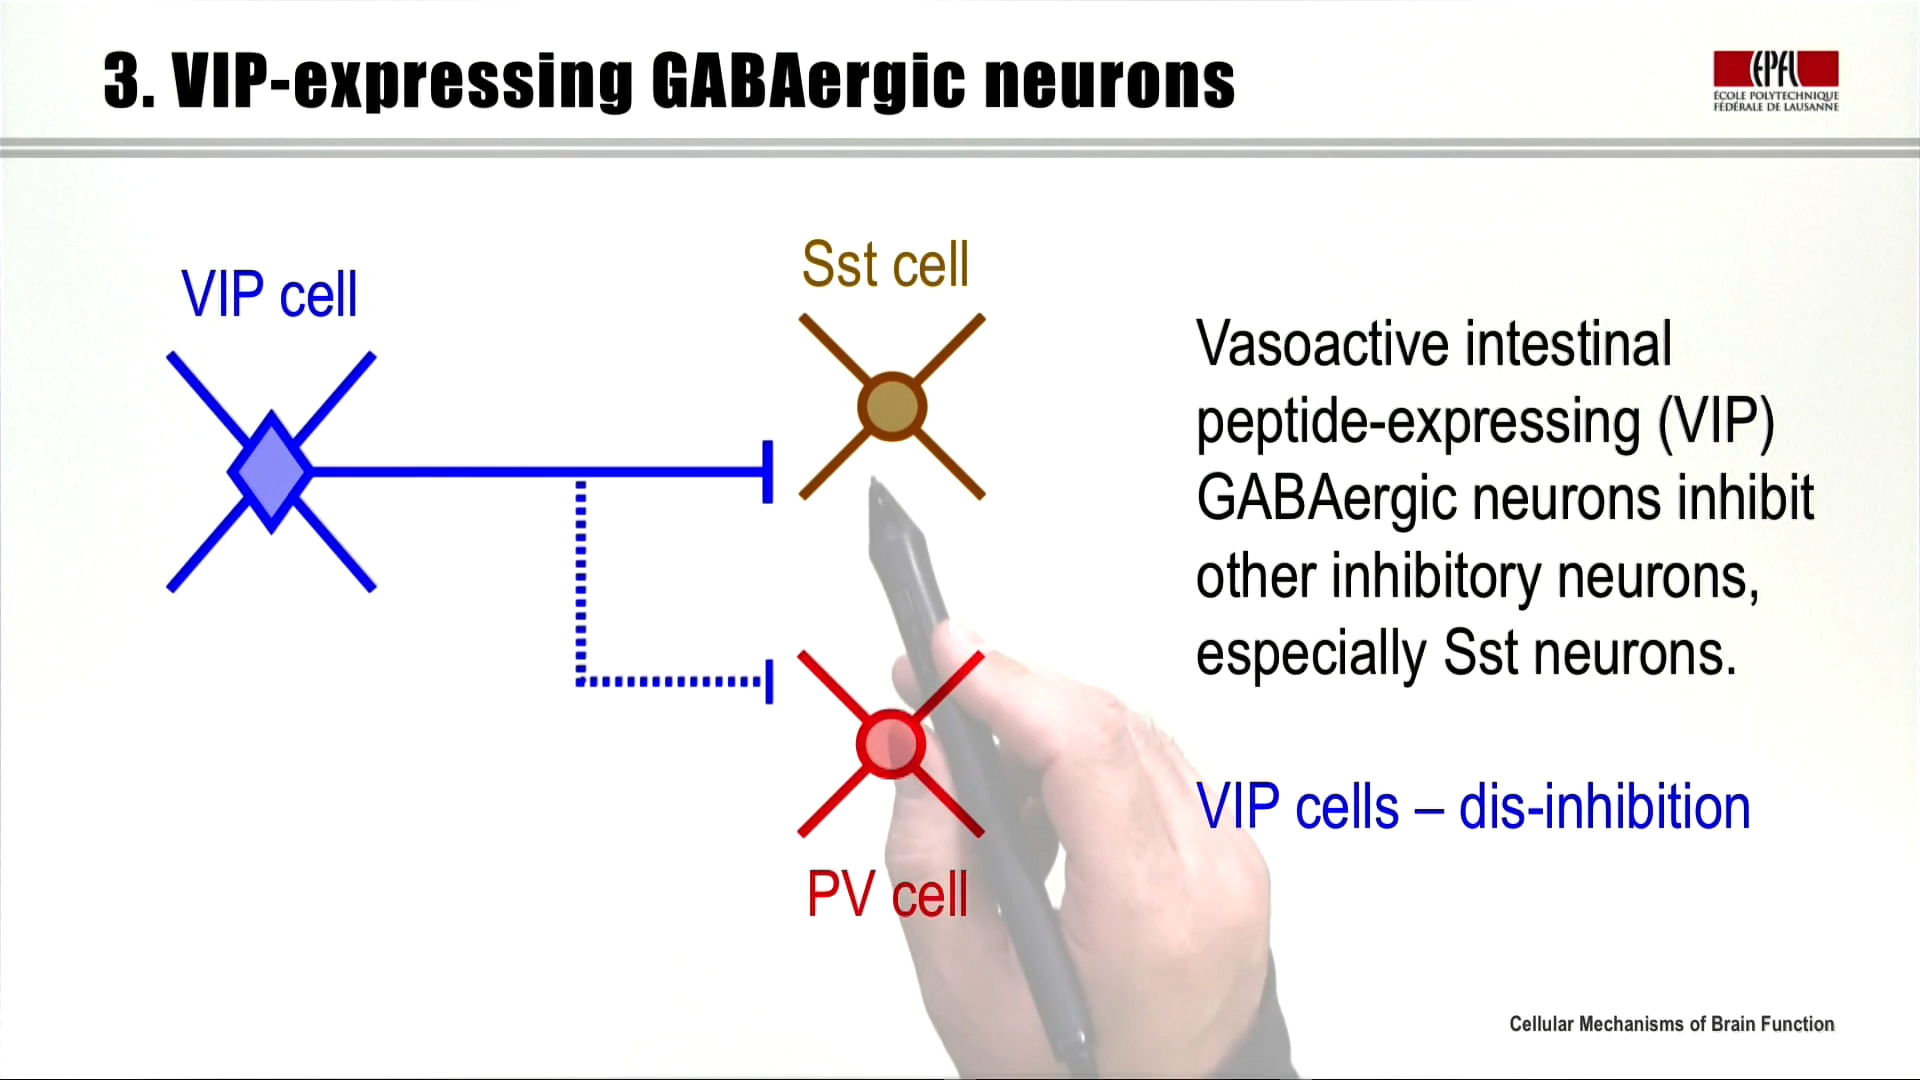 3. VIP-expressing GABAergic neurons
EPFL
ÉCOLE POLYTECHNIQUE
FÉDÉRALE DE LAUSANNE
VIP cell
Sst cell
PV cell
Vasoactive intestinal
peptide-expressing (VIP)
GABAergic neurons inhibit
other inhibitory neurons,
especially Sst neurons.
VIP cells – dis-inhibition
Cellular Mechanisms of Brain Function